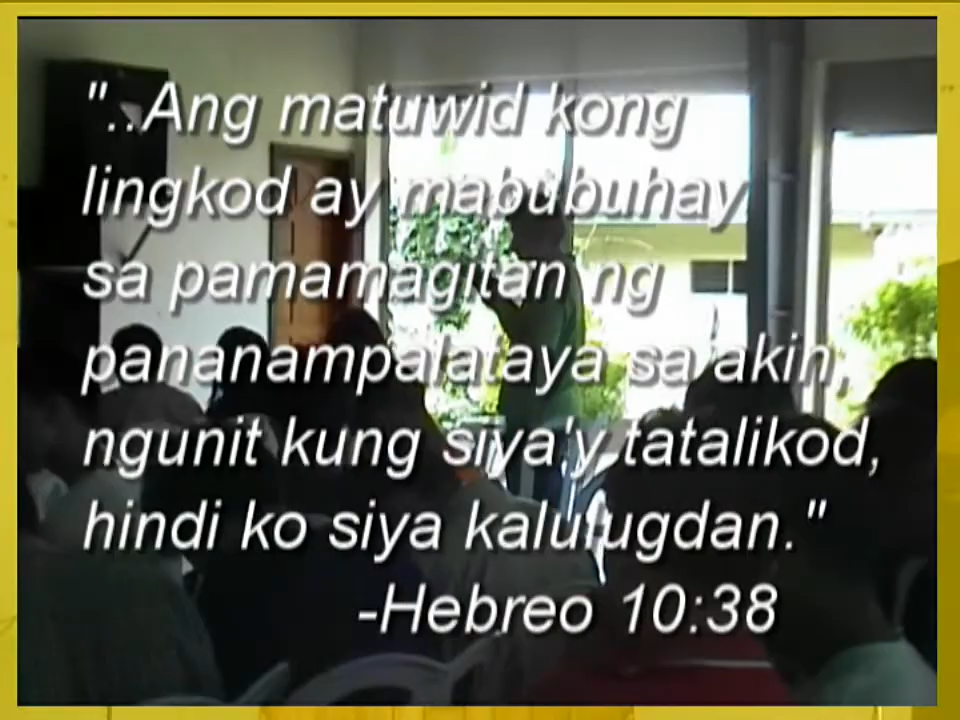 "..Ang matuwid kong
lingkod ay mabubuhay
sa pamamagitan ng
pananampalataya sa akin,
ngunit kung siya'y tatalikod,
hindi ko siya kalulugdan."
-Hebreo 10:38